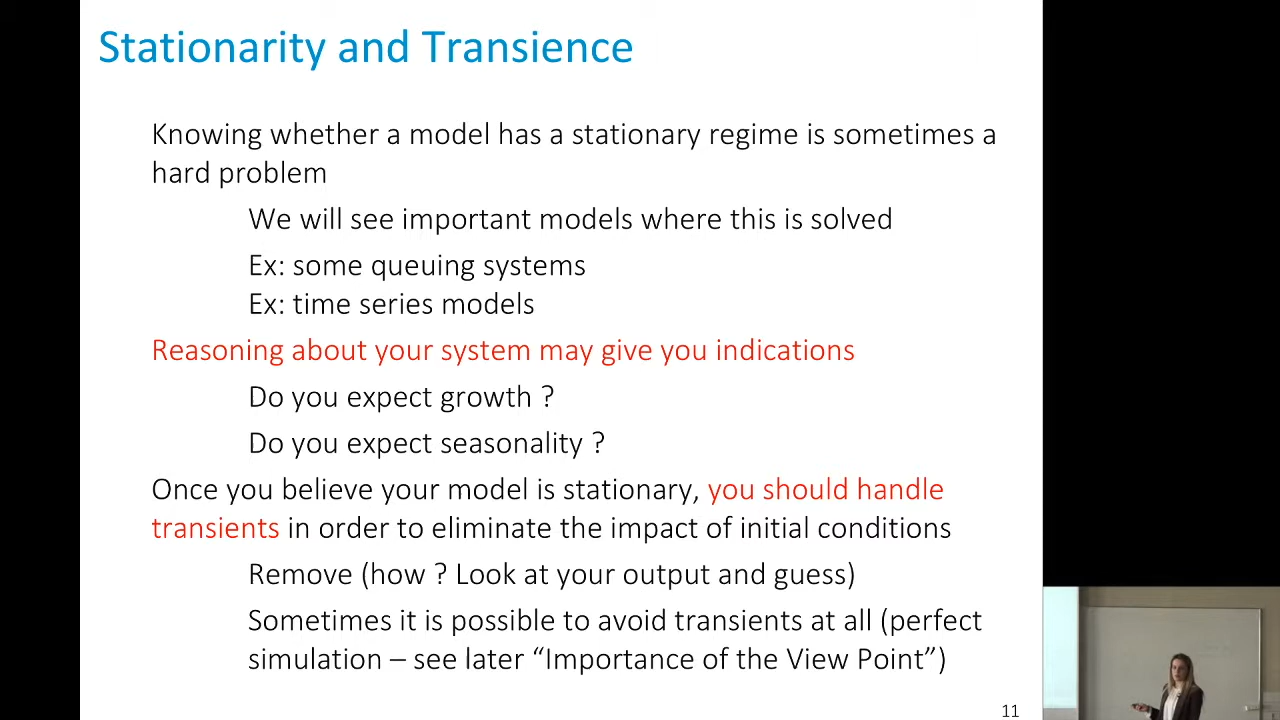 Stationarity and Transience
Knowing whether a model has a stationary regime is sometimes a
hard problem
We will see important models where this is solved
Ex: some queuing systems
Ex: time series models
Reasoning about your system may give you indications
Do you expect growth ?
Do you expect seasonality ?
Once you believe your model is stationary, you should handle
transients in order to eliminate the impact of initial conditions
Remove (how ? Look at your output and guess)
Sometimes it is possible to avoid transients at all (perfect
simulation – see later “Importance of the View Point”)
11